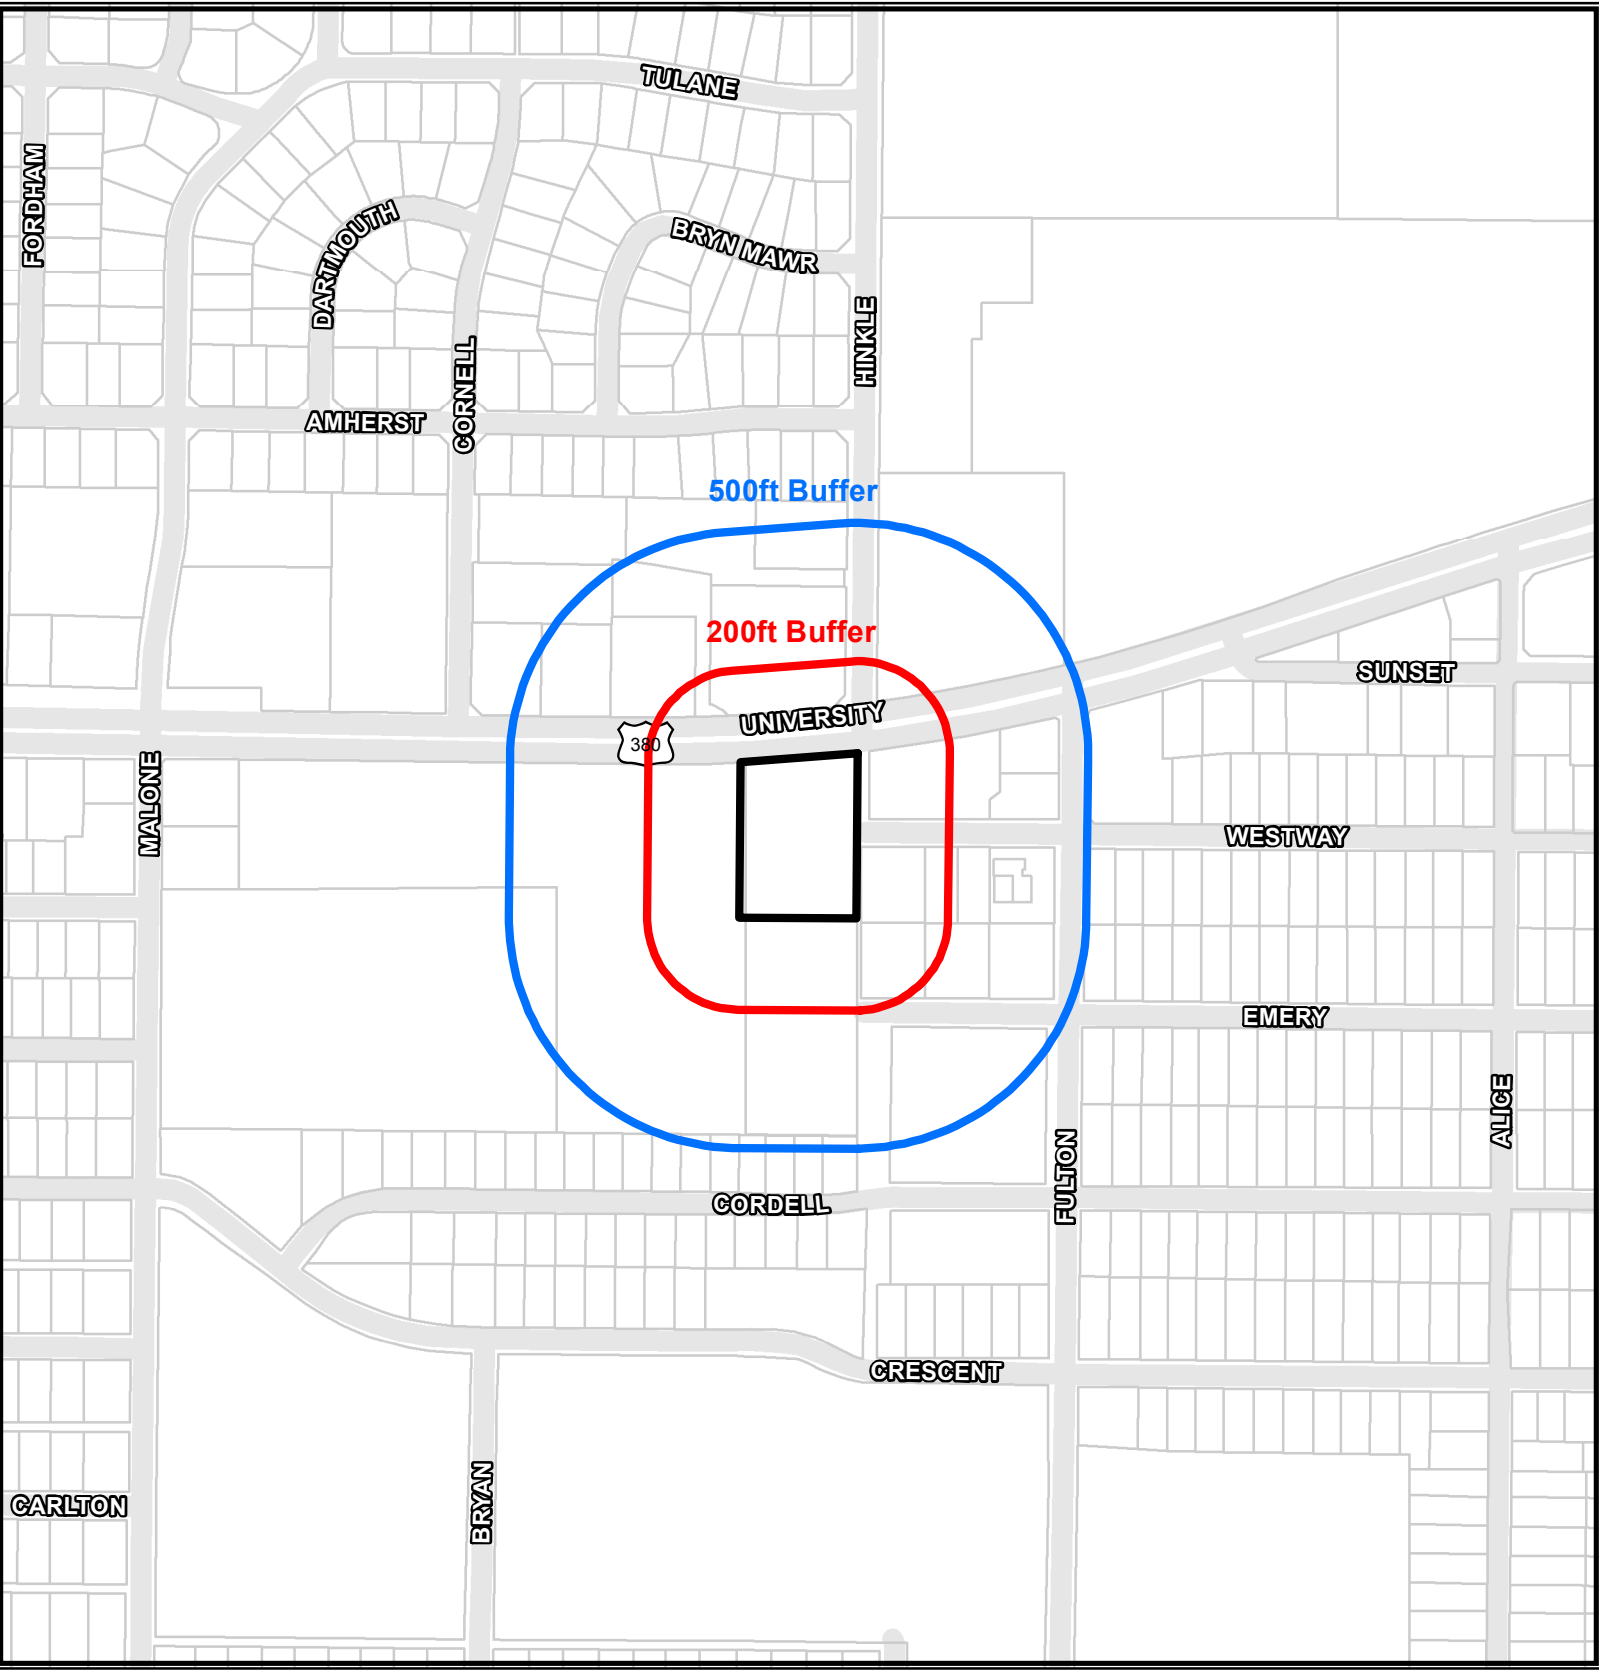 TULANE
FORDHAM
DARTMOUTH
BRYN MAWR
HINKLE
CORNELL
AMHERST
500ft Buffer
200ft Buffer
SUNSET
UNIVERSITY
380
MALONE
WESTWAY
EMERY
ALICE
FULTON
CORDELL
CRESCENT
BRYAN
CARLTON